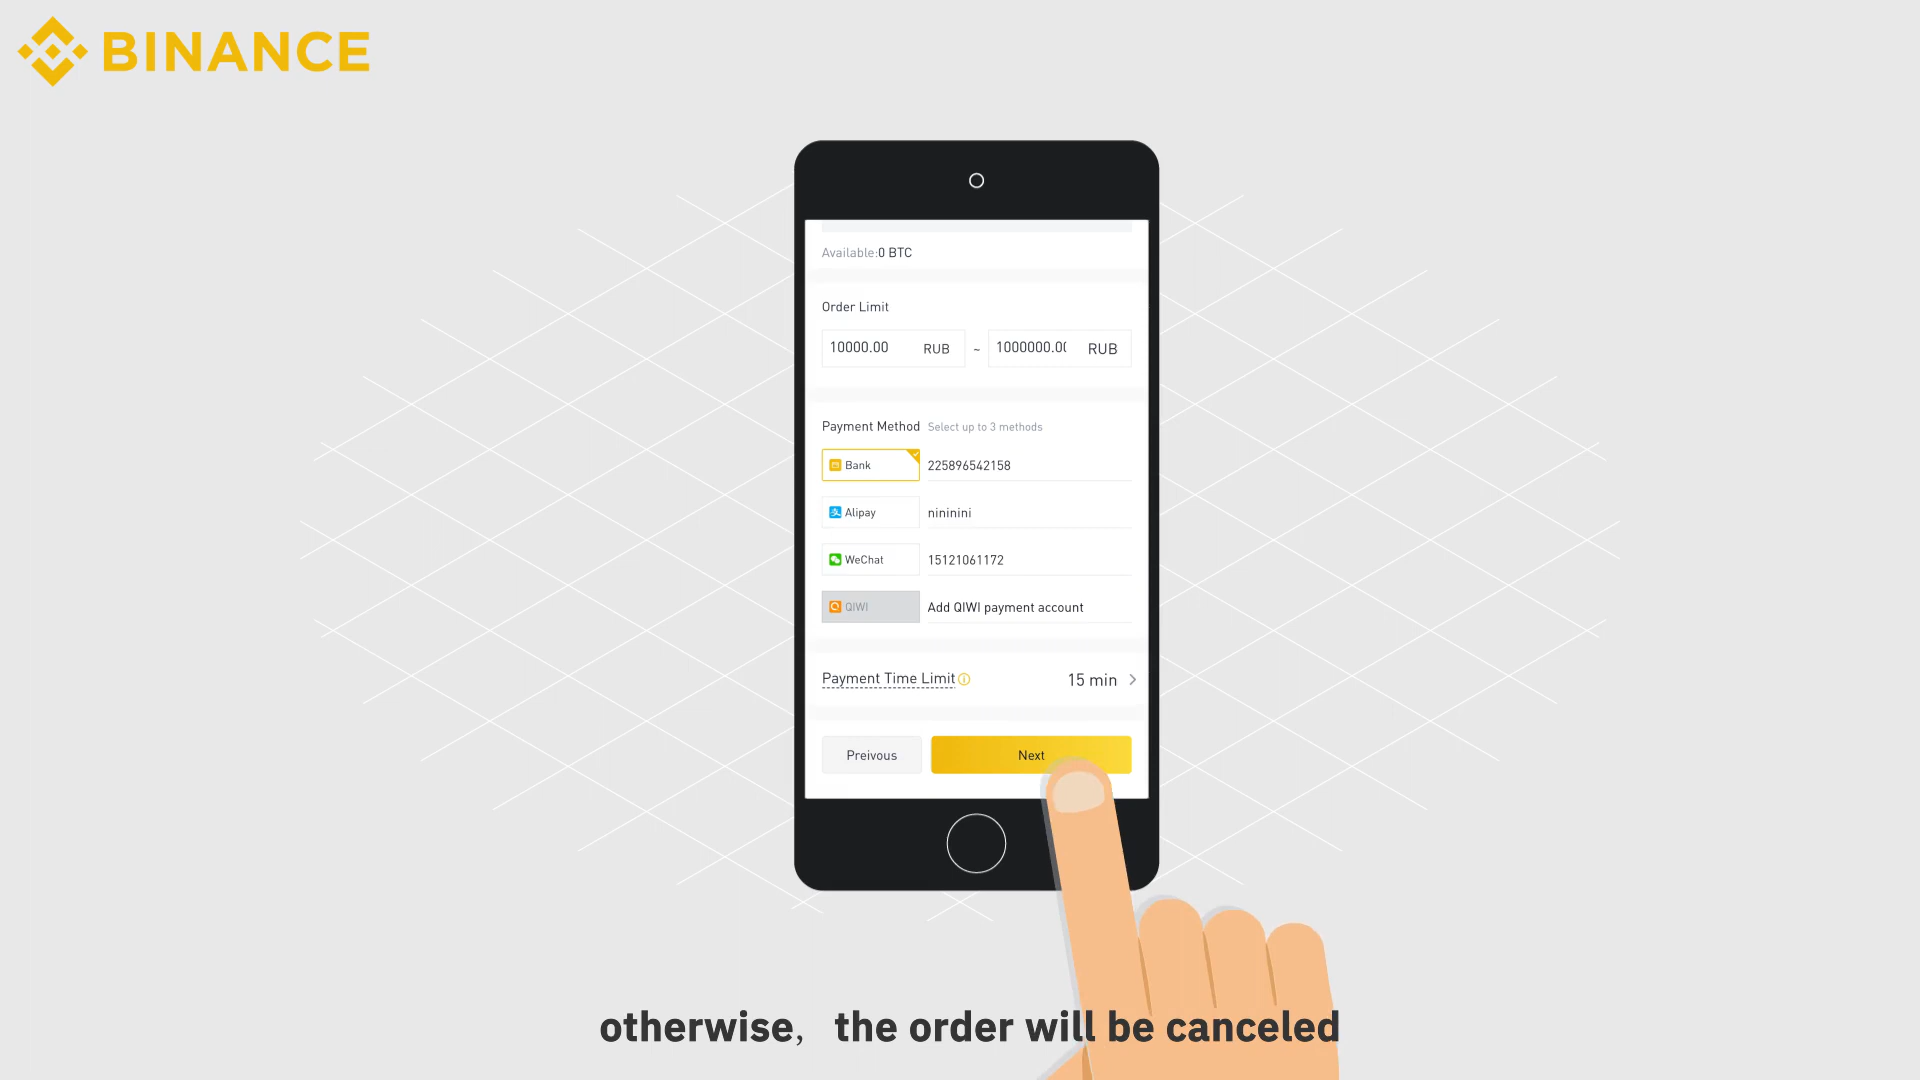 BINANCE
Available:0 BTC
Order Limit
10000.00 RUB ~ 1000000.00 RUB
Payment Method Select up to 3 methods
Bank 225896542158
Alipay nininini
WeChat 15121061172
QIWI Add QIWI payment account
Payment Time Limit 15 min
Preivous Next
otherwise, the order will be canceled